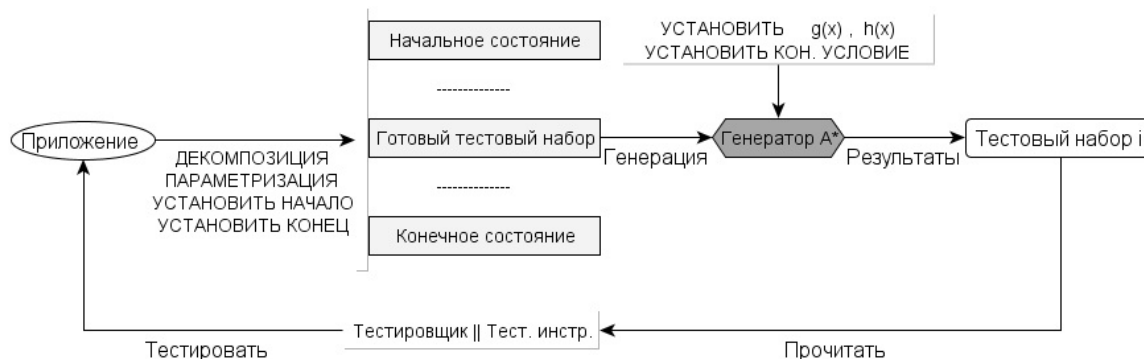 Приложение
ДЕКОМПОЗИЦИЯ
ПАРАМЕТРИЗАЦИЯ
УСТАНОВИТЬ НАЧАЛО
УСТАНОВИТЬ КОНЕЦ
Начальное состояние
--------------
Готовый тестовый набор
--------------
Конечное состояние
Генерация
УСТАНОВИТЬ g(x) , h(x)
УСТАНОВИТЬ КОН. УСЛОВИЕ
Генератор А*
Результаты
Тестовый набор i
Прочитать
Тестировщик || Тест. инстр.
Тестировать